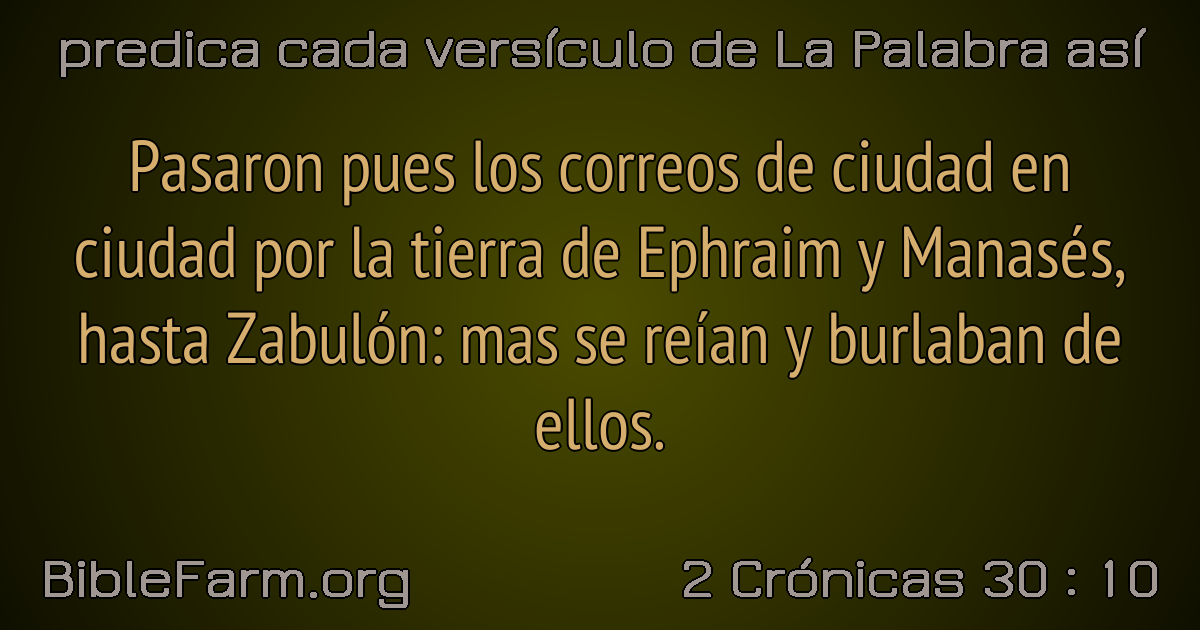 predica cada versículo de La Palabra así
Pasaron pues los correos de ciudad en
ciudad por la tierra de Ephraim y Manasés,
hasta Zabulón: mas se reían y burlaban de
ellos.
BibleFarm.org
2 Crónicas 30 : 10